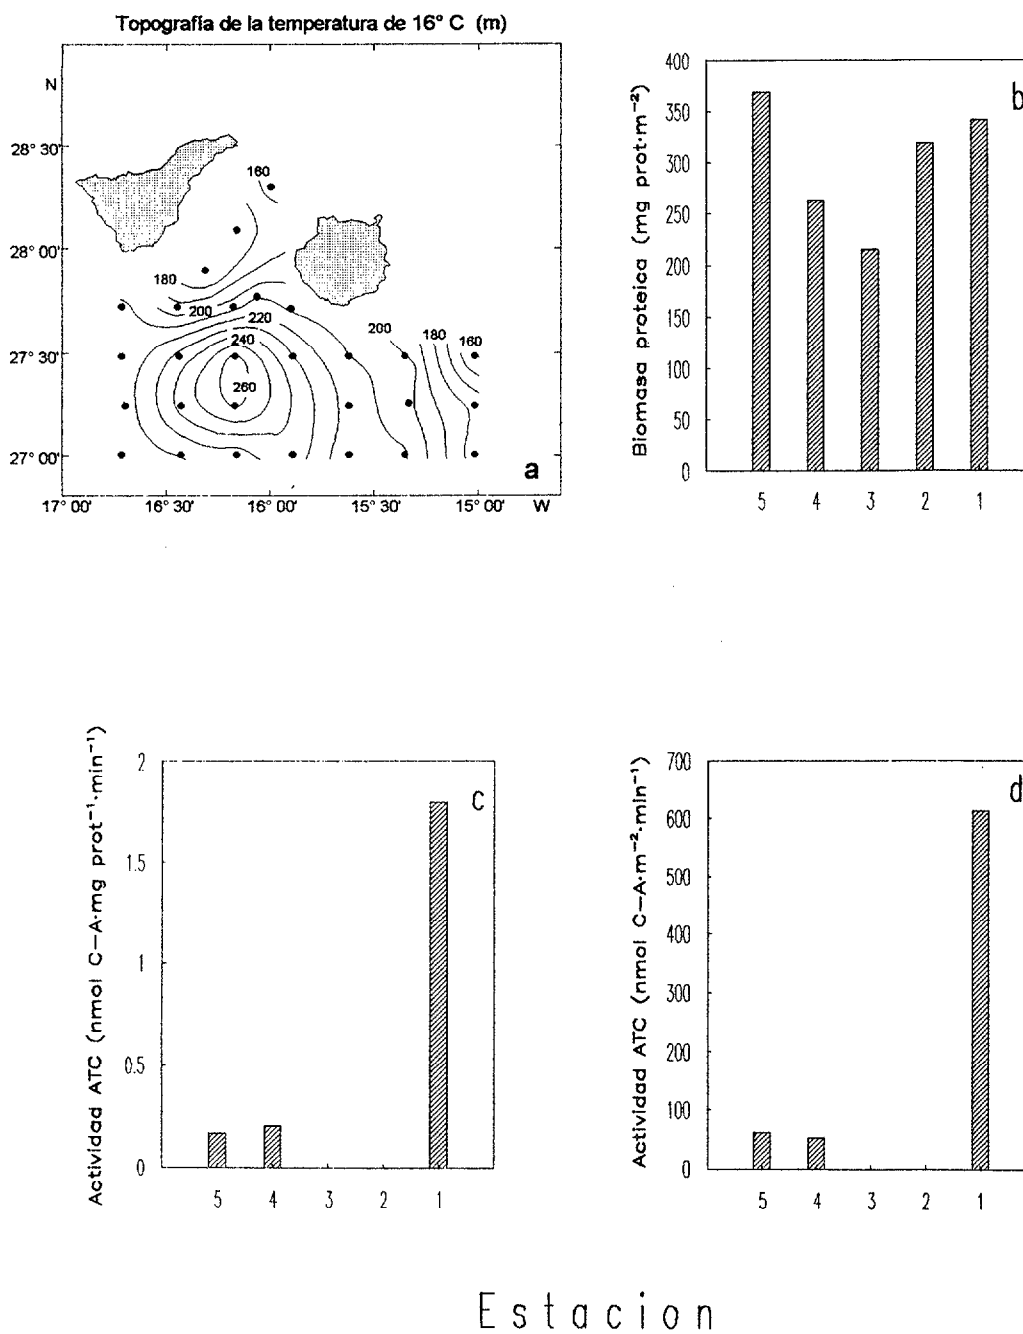 Topografía de la temperatura de 16° C (m)
N
28° 30'
28° 00'
27° 30'
27° 00'
17° 00'
16° 30'
16° 00'
15° 30'
15° 00'
W
160
180
200
220
240
260
200
180
160
a
Biomasa proteica (mg prot·m⁻²)
400
350
300
250
200
150
100
50
0
5 4 3 2 1
b
Actividad ATC (nmol C–A·mg prot⁻¹·min⁻¹)
2
1.5
1
0.5
0
5 4 3 2 1
c
Actividad ATC (nmol C–A·m⁻²·min⁻¹)
700
600
500
400
300
200
100
0
5 4 3 2 1
d
Estacion